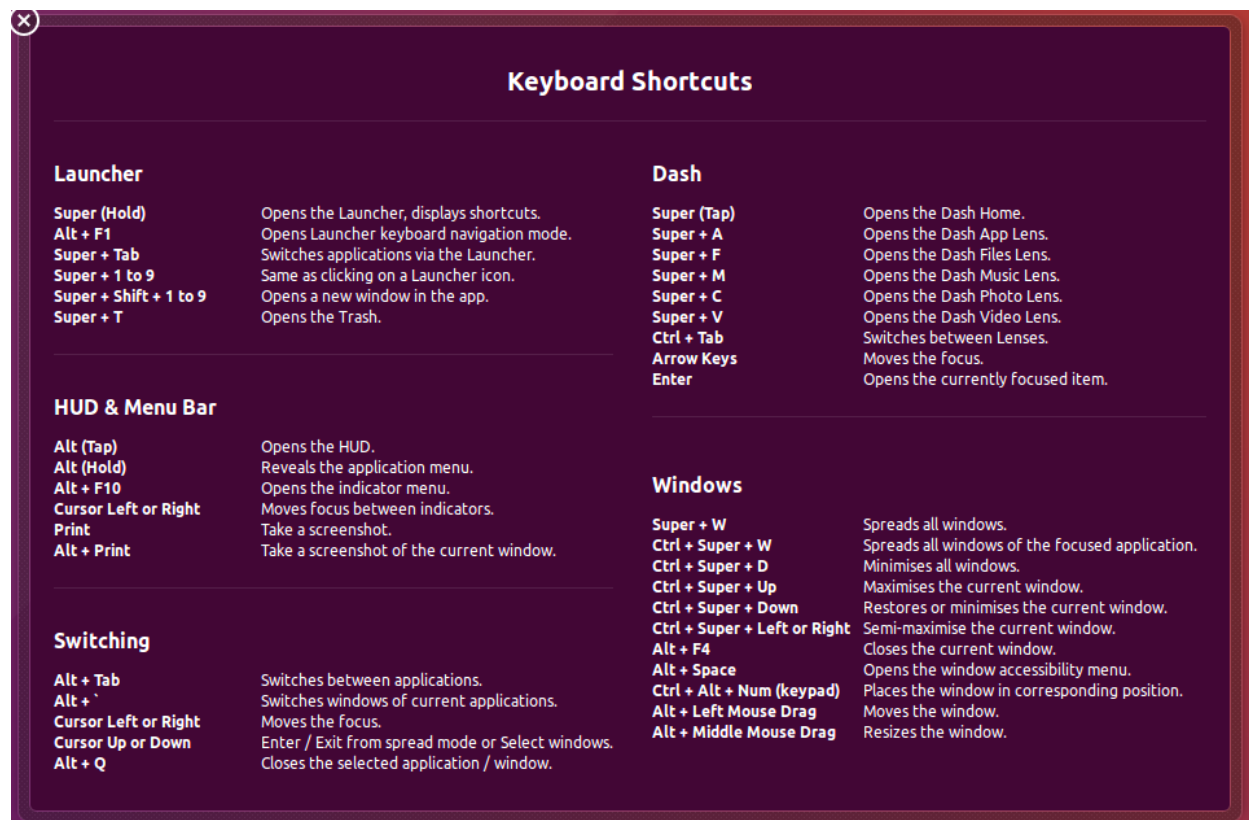 Keyboard Shortcuts
Launcher
Super (Hold) Opens the Launcher, displays shortcuts.
Alt + F1 Opens Launcher keyboard navigation mode.
Super + Tab Switches applications via the Launcher.
Super + 1 to 9 Same as clicking on a Launcher icon.
Super + Shift + 1 to 9 Opens a new window in the app.
Super + T Opens the Trash.
HUD & Menu Bar
Alt (Tap) Opens the HUD.
Alt (Hold) Reveals the application menu.
Alt + F10 Opens the indicator menu.
Cursor Left or Right Moves focus between indicators.
Print Take a screenshot.
Alt + Print Take a screenshot of the current window.
Switching
Alt + Tab Switches between applications.
Alt + ` Switches windows of current applications.
Cursor Left or Right Moves the focus.
Cursor Up or Down Enter / Exit from spread mode or Select windows.
Alt + Q Closes the selected application / window.
Dash
Super (Tap) Opens the Dash Home.
Super + A Opens the Dash App Lens.
Super + F Opens the Dash Files Lens.
Super + M Opens the Dash Music Lens.
Super + C Opens the Dash Photo Lens.
Super + V Opens the Dash Video Lens.
Ctrl + Tab Switches between Lenses.
Arrow Keys Moves the focus.
Enter Opens the currently focused item.
Windows
Super + W Spreads all windows.
Ctrl + Super + W Spreads all windows of the focused application.
Ctrl + Super + D Minimises all windows.
Ctrl + Super + Up Maximises the current window.
Ctrl + Super + Down Restores or minimises the current window.
Ctrl + Super + Left or Right Semi-maximise the current window.
Alt + F4 Closes the current window.
Alt + Space Opens the window accessibility menu.
Ctrl + Alt + Num (keypad) Places the window in corresponding position.
Alt + Left Mouse Drag Moves the window.
Alt + Middle Mouse Drag Resizes the window.